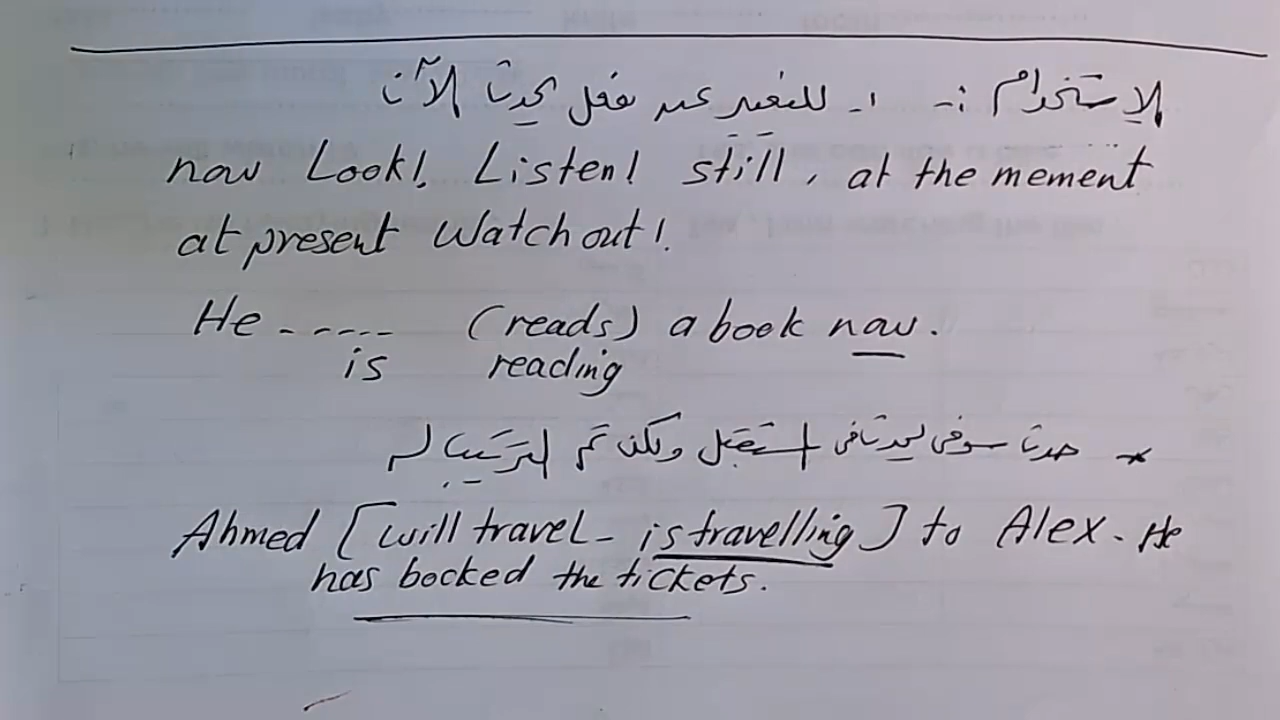 الاستخدام :- ١- للتعبير عن فعل يحدث الآن
now Look! Listen! still, at the mement
at present Watch out!.
He ------ (reads) a book now.
is reading
* حدث سوف يحدث فى المستقبل ولكن تم الترتيب له
Ahmed [will travel - is travelling] to Alex. He
has booked the tickets.